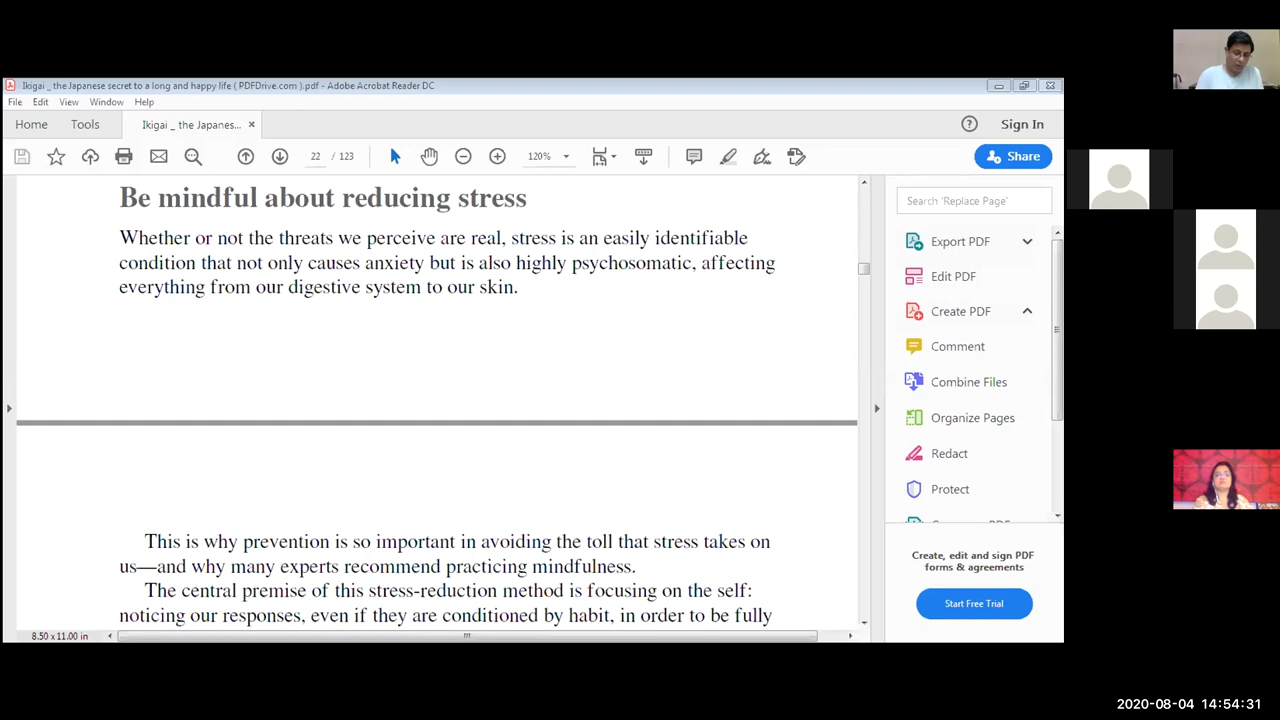 Ikigai _ the Japanese secret to a long and happy life ( PDFDrive.com ).pdf - Adobe Acrobat Reader DC
File Edit View Window Help
Home Tools Ikigai _ the Japanes... × Sign In
22 / 123 120% Share
Be mindful about reducing stress
Whether or not the threats we perceive are real, stress is an easily identifiable
condition that not only causes anxiety but is also highly psychosomatic, affecting
everything from our digestive system to our skin.
This is why prevention is so important in avoiding the toll that stress takes on
us—and why many experts recommend practicing mindfulness.
The central premise of this stress-reduction method is focusing on the self:
noticing our responses, even if they are conditioned by habit, in order to be fully
8.50 x 11.00 in
Search 'Replace Page'
Export PDF
Edit PDF
Create PDF
Comment
Combine Files
Organize Pages
Redact
Protect
Create, edit and sign PDF
forms & agreements
Start Free Trial
2020-08-04 14:54:31